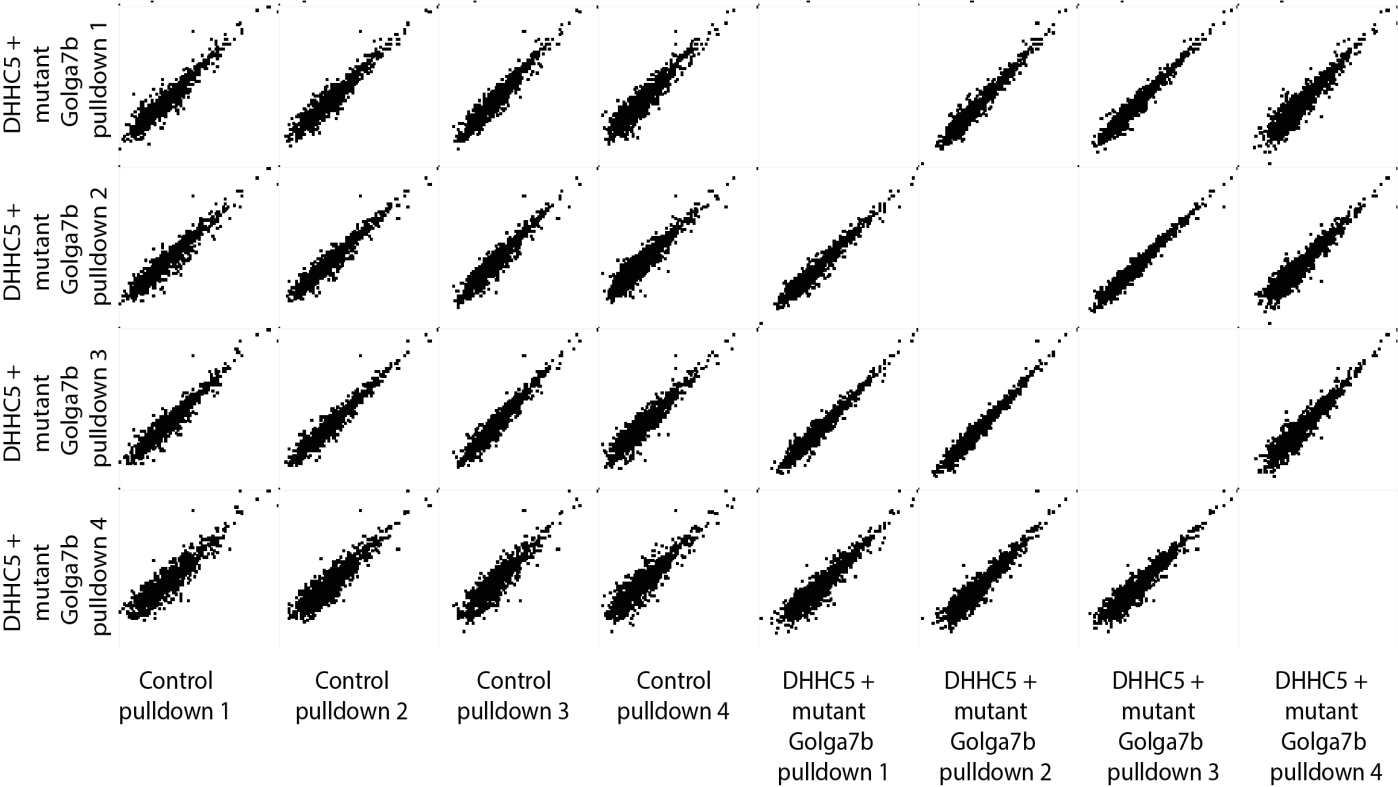 DHHC5 +
mutant
Golga7b
pulldown 1
DHHC5 +
mutant
Golga7b
pulldown 2
DHHC5 +
mutant
Golga7b
pulldown 3
DHHC5 +
mutant
Golga7b
pulldown 4
Control
pulldown 1
Control
pulldown 2
Control
pulldown 3
Control
pulldown 4
DHHC5 +
mutant
Golga7b
pulldown 1
DHHC5 +
mutant
Golga7b
pulldown 2
DHHC5 +
mutant
Golga7b
pulldown 3
DHHC5 +
mutant
Golga7b
pulldown 4